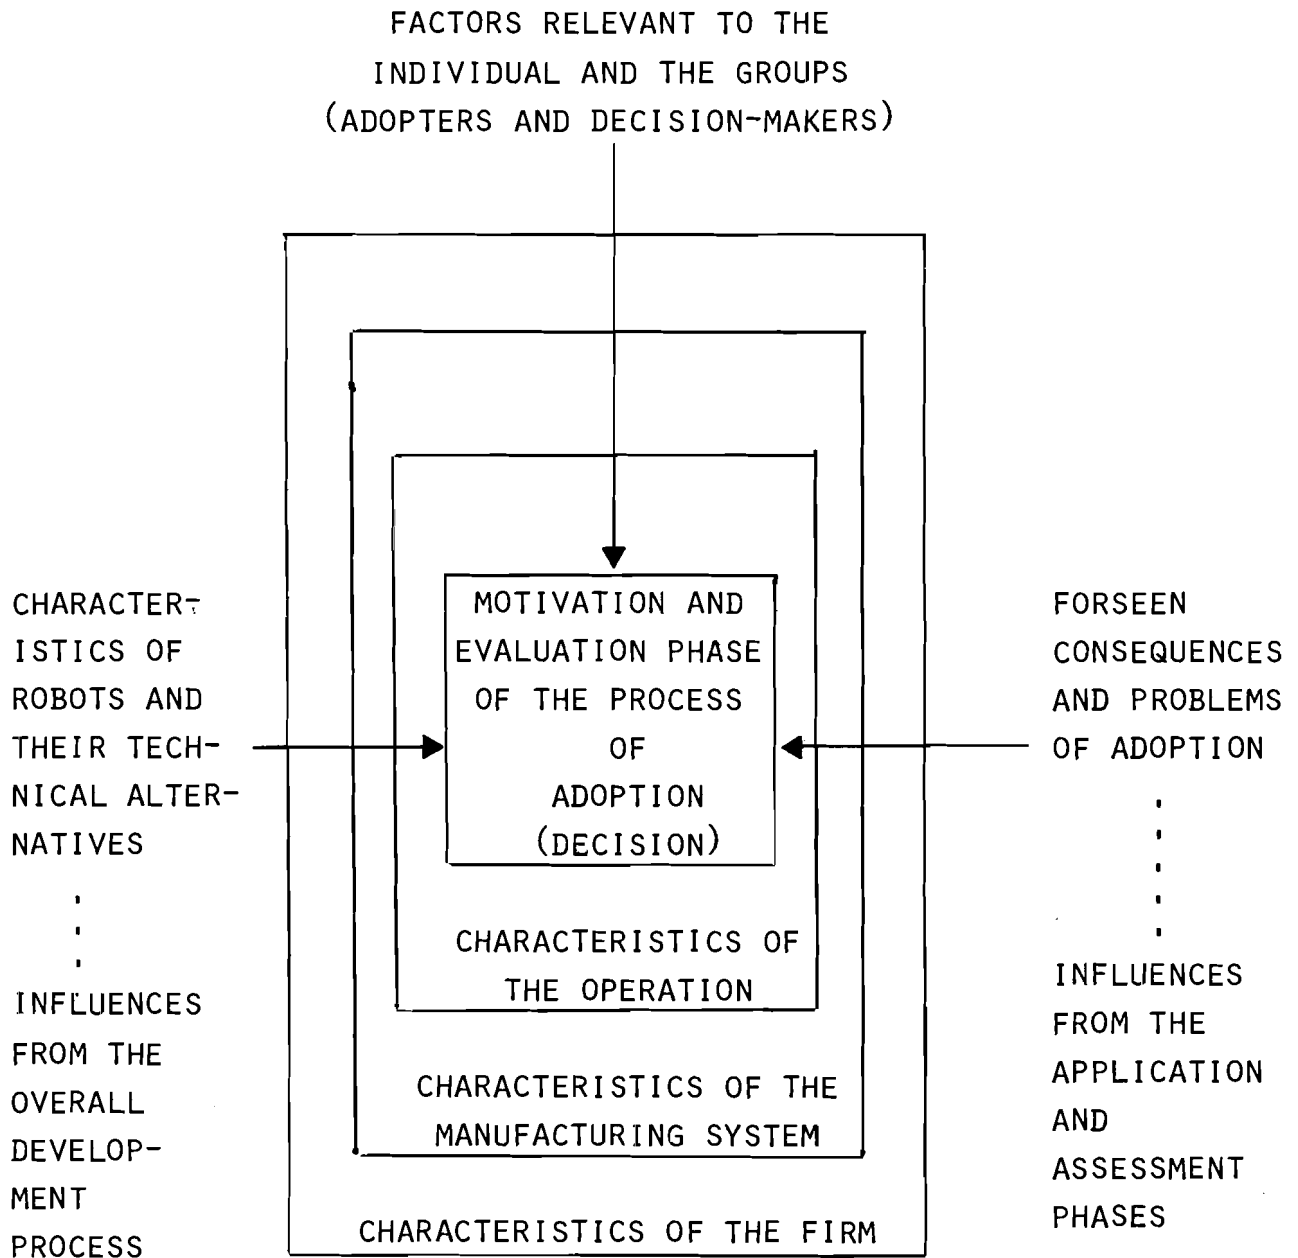 FACTORS RELEVANT TO THE
INDIVIDUAL AND THE GROUPS
(ADOPTERS AND DECISION-MAKERS)
CHARACTER-
ISTICS OF
ROBOTS AND
THEIR TECH-
NICAL ALTER-
NATIVES
INFLUENCES
FROM THE
OVERALL
DEVELOP-
MENT
PROCESS
MOTIVATION AND
EVALUATION PHASE
OF THE PROCESS
OF
ADOPTION
(DECISION)
CHARACTERISTICS OF
THE OPERATION
CHARACTERISTICS OF THE
MANUFACTURING SYSTEM
CHARACTERISTICS OF THE FIRM
FORSEEN
CONSEQUENCES
AND PROBLEMS
OF ADOPTION
INFLUENCES
FROM THE
APPLICATION
AND
ASSESSMENT
PHASES